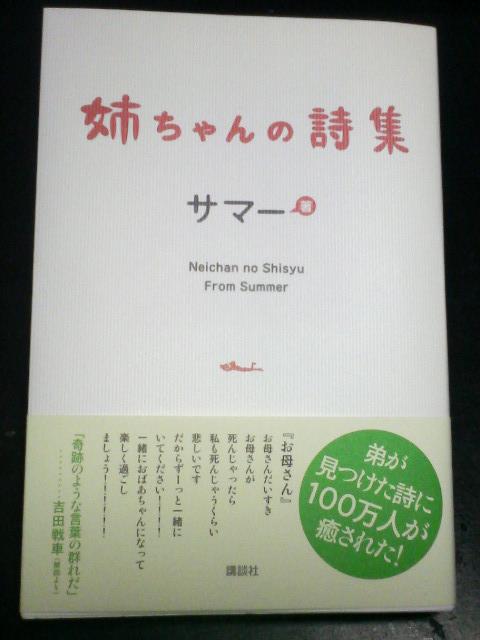 姉ちゃんの詩集
サマー 著
Neichan no Shisyu
From Summer
『お母さん』
お母さんだいすき
お母さんが
死んじゃったら
私も死んじゃうくらい
悲しいです
だからずーっと一緒に
いてください！！！！
一緒におばあちゃんになって
楽しく過ごし
ましょう！！！！！
「奇跡のような言葉の群れだ」
吉田戦車（解説より）
弟が
見つけた詩に
100万人が
癒された!
講談社